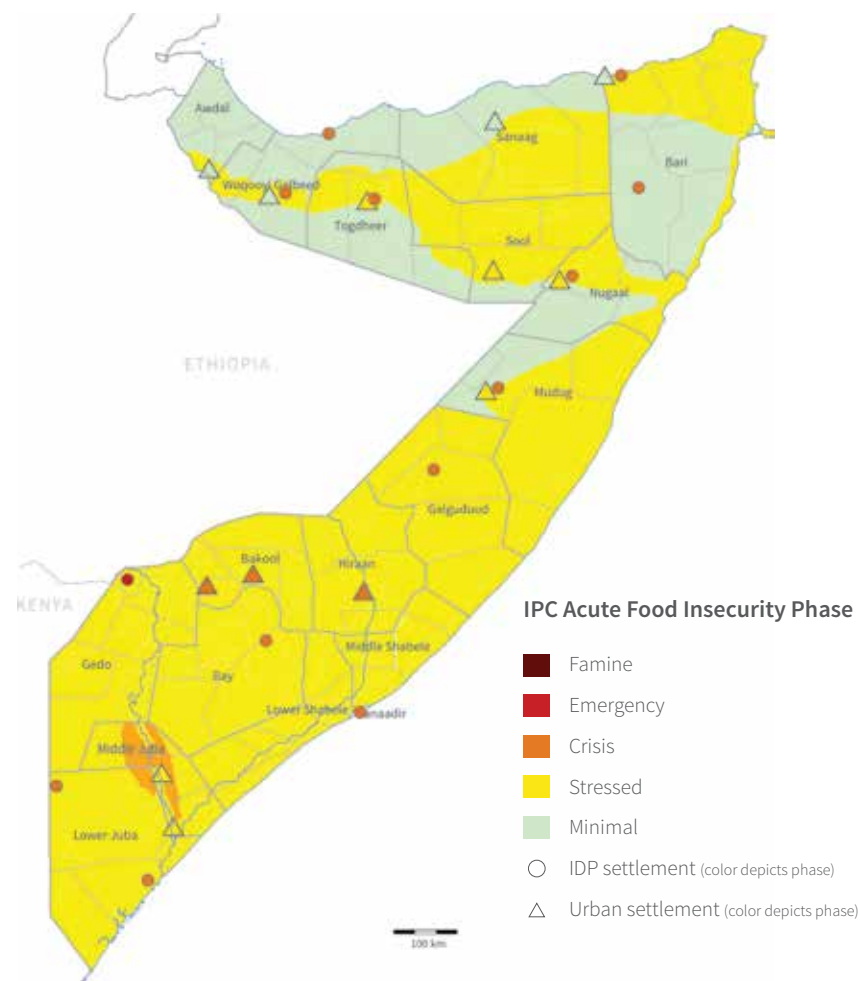 Awdal
Sanaag
Bari
Woqooyi Galbeed
Togdheer
Sool
Nugaal
ETHIOPIA
Mudug
Galguduud
Bakool
Hiraan
KENYA
IPC Acute Food Insecurity Phase
Famine
Middle Shabele
Gedo
Emergency
Bay
Lower Shabele
Banaadir
Crisis
Middle Juba
Stressed
Minimal
Lower Juba
IDP settlement (color depicts phase)
Urban settlement (color depicts phase)
100 km